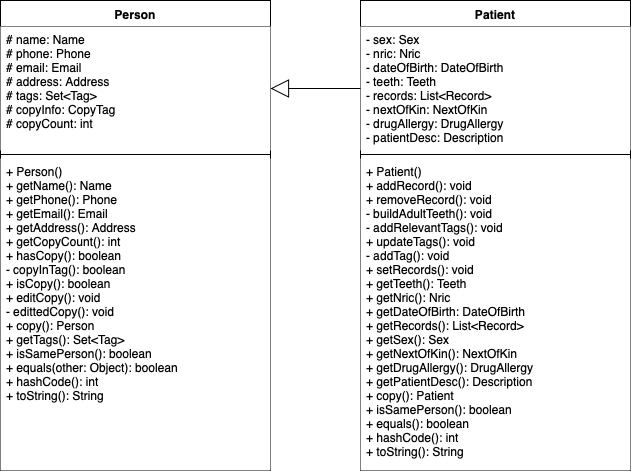 Person
# name: Name
# phone: Phone
# email: Email
# address: Address
# tags: Set<Tag>
# copyInfo: CopyTag
# copyCount: int
+ Person()
+ getName(): Name
+ getPhone(): Phone
+ getEmail(): Email
+ getAddress(): Address
+ getCopyCount(): int
+ hasCopy(): boolean
- copyInTag(): boolean
+ isCopy(): boolean
+ editCopy(): void
- edittedCopy(): void
+ copy(): Person
+ getTags(): Set<Tag>
+ isSamePerson(): boolean
+ equals(other: Object): boolean
+ hashCode(): int
+ toString(): String
Patient
- sex: Sex
- nric: Nric
- dateOfBirth: DateOfBirth
- teeth: Teeth
- records: List<Record>
- nextOfKin: NextOfKin
- drugAllergy: DrugAllergy
- patientDesc: Description
+ Patient()
+ addRecord(): void
+ removeRecord(): void
- buildAdultTeeth(): void
- addRelevantTags(): void
+ updateTags(): void
- addTag(): void
+ setRecords(): void
+ getTeeth(): Teeth
+ getNric(): Nric
+ getDateOfBirth: DateOfBirth
+ getRecords(): List<Record>
+ getSex(): Sex
+ getNextOfKin(): NextOfKin
+ getDrugAllergy(): DrugAllergy
+ getPatientDesc(): Description
+ copy(): Patient
+ isSamePerson(): boolean
+ equals(): boolean
+ hashCode(): int
+ toString(): String